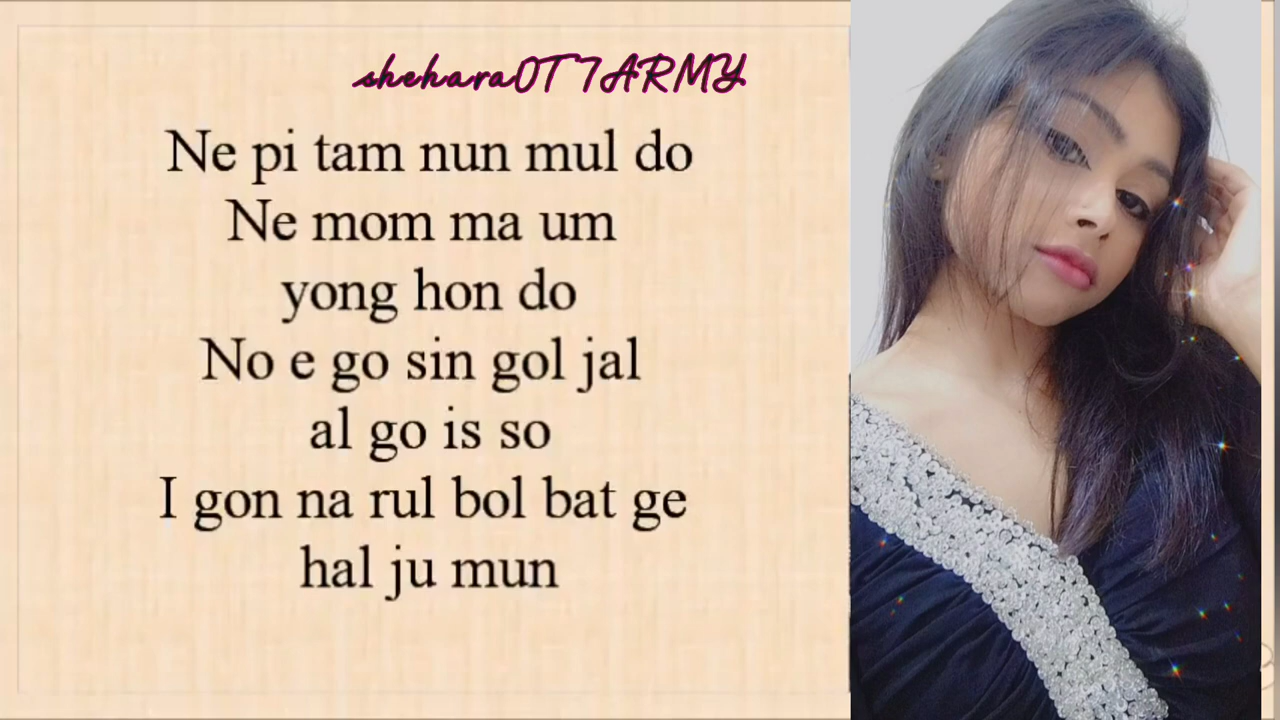 sheharaOT7ARMY
Ne pi tam nun mul do
Ne mom ma um
yong hon do
No e go sin gol jal
al go is so
I gon na rul bol bat ge
hal ju mun